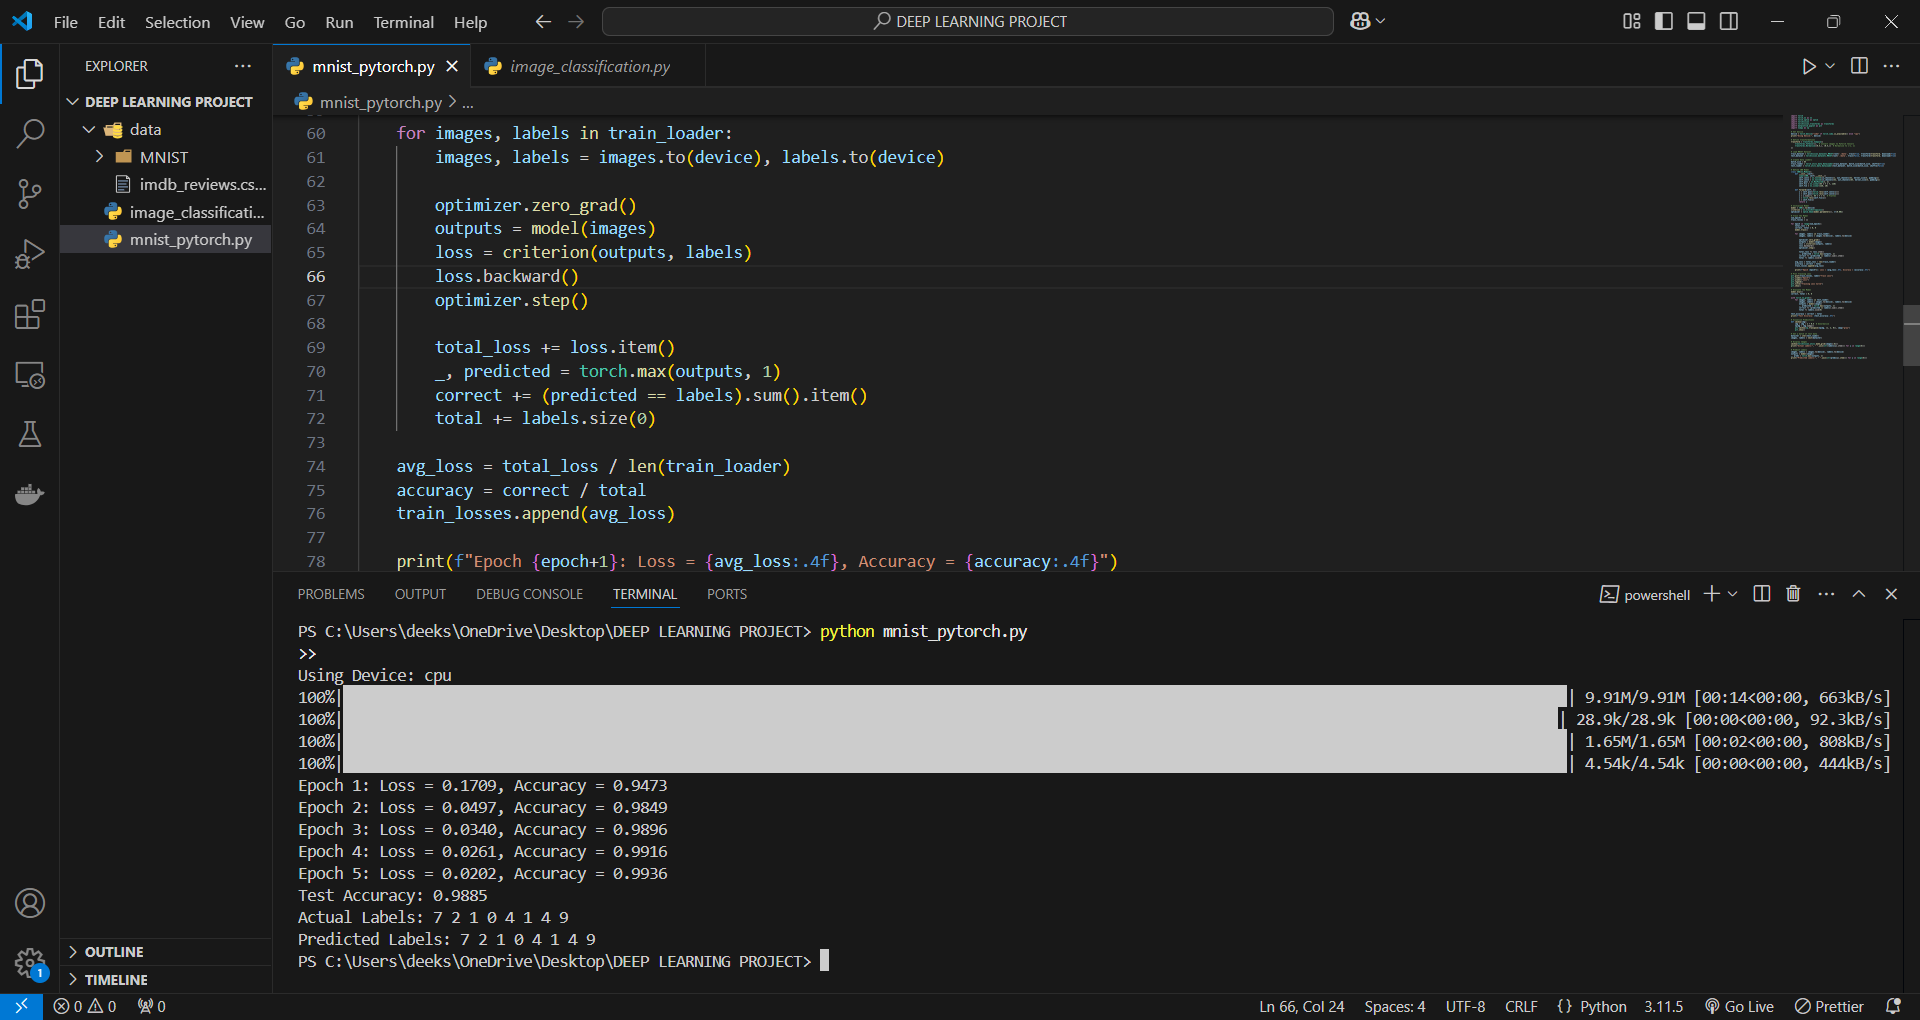 File Edit Selection View Go Run Terminal Help
DEEP LEARNING PROJECT
EXPLORER
DEEP LEARNING PROJECT
data
MNIST
imdb_reviews.cs...
image_classificati...
mnist_pytorch.py
OUTLINE
TIMELINE
mnist_pytorch.py
image_classification.py
mnist_pytorch.py > ...
60 for images, labels in train_loader:
61 images, labels = images.to(device), labels.to(device)
62
63 optimizer.zero_grad()
64 outputs = model(images)
65 loss = criterion(outputs, labels)
66 loss.backward()
67 optimizer.step()
68
69 total_loss += loss.item()
70 _, predicted = torch.max(outputs, 1)
71 correct += (predicted == labels).sum().item()
72 total += labels.size(0)
73
74 avg_loss = total_loss / len(train_loader)
75 accuracy = correct / total
76 train_losses.append(avg_loss)
77
78 print(f"Epoch {epoch+1}: Loss = {avg_loss:.4f}, Accuracy = {accuracy:.4f}")
PROBLEMS OUTPUT DEBUG CONSOLE TERMINAL PORTS
powershell
PS C:\Users\deeks\OneDrive\Desktop\DEEP LEARNING PROJECT> python mnist_pytorch.py
>>
Using Device: cpu
100%| | 9.91M/9.91M [00:14<00:00, 663kB/s]
100%| | 28.9k/28.9k [00:00<00:00, 92.3kB/s]
100%| | 1.65M/1.65M [00:02<00:00, 808kB/s]
100%| | 4.54k/4.54k [00:00<00:00, 444kB/s]
Epoch 1: Loss = 0.1709, Accuracy = 0.9473
Epoch 2: Loss = 0.0497, Accuracy = 0.9849
Epoch 3: Loss = 0.0340, Accuracy = 0.9896
Epoch 4: Loss = 0.0261, Accuracy = 0.9916
Epoch 5: Loss = 0.0202, Accuracy = 0.9936
Test Accuracy: 0.9885
Actual Labels: 7 2 1 0 4 1 4 9
Predicted Labels: 7 2 1 0 4 1 4 9
PS C:\Users\deeks\OneDrive\Desktop\DEEP LEARNING PROJECT>
1
0 0 0
Ln 66, Col 24 Spaces: 4 UTF-8 CRLF {} Python 3.11.5 Go Live Prettier